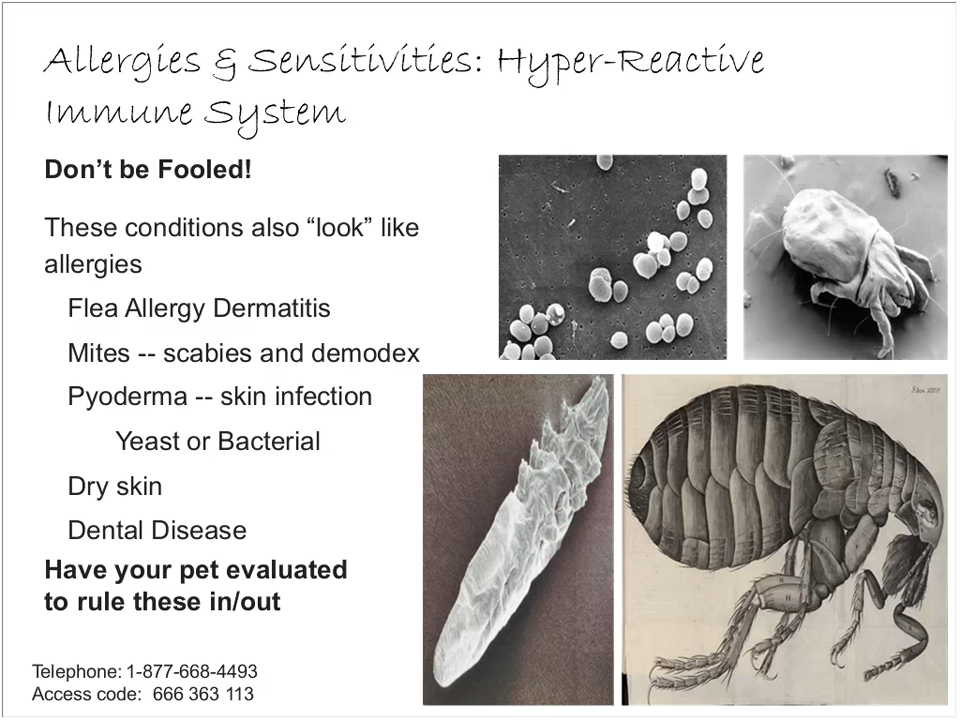 Allergies & Sensitivities: Hyper-Reactive
Immune System
Don’t be Fooled!
These conditions also “look” like
allergies
Flea Allergy Dermatitis
Mites -- scabies and demodex
Pyoderma -- skin infection
Yeast or Bacterial
Dry skin
Dental Disease
Have your pet evaluated
to rule these in/out
Telephone: 1-877-668-4493
Access code: 666 363 113
H
H